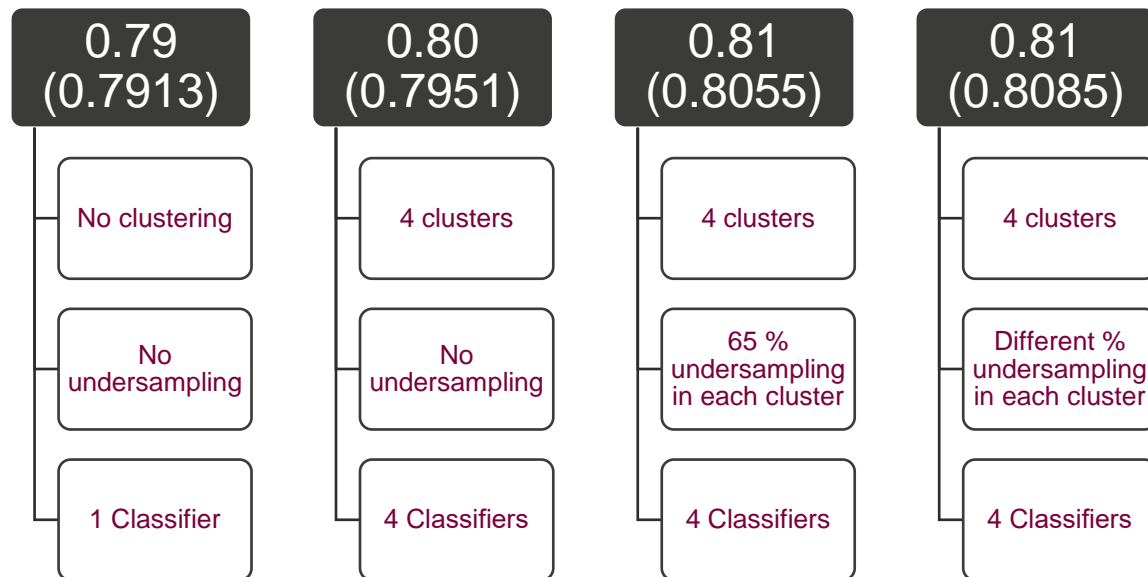 0.79
(0.7913)
No clustering
No
undersampling
1 Classifier
0.80
(0.7951)
4 clusters
No
undersampling
4 Classifiers
0.81
(0.8055)
4 clusters
65 %
undersampling
in each cluster
4 Classifiers
0.81
(0.8085)
4 clusters
Different %
undersampling
in each cluster
4 Classifiers